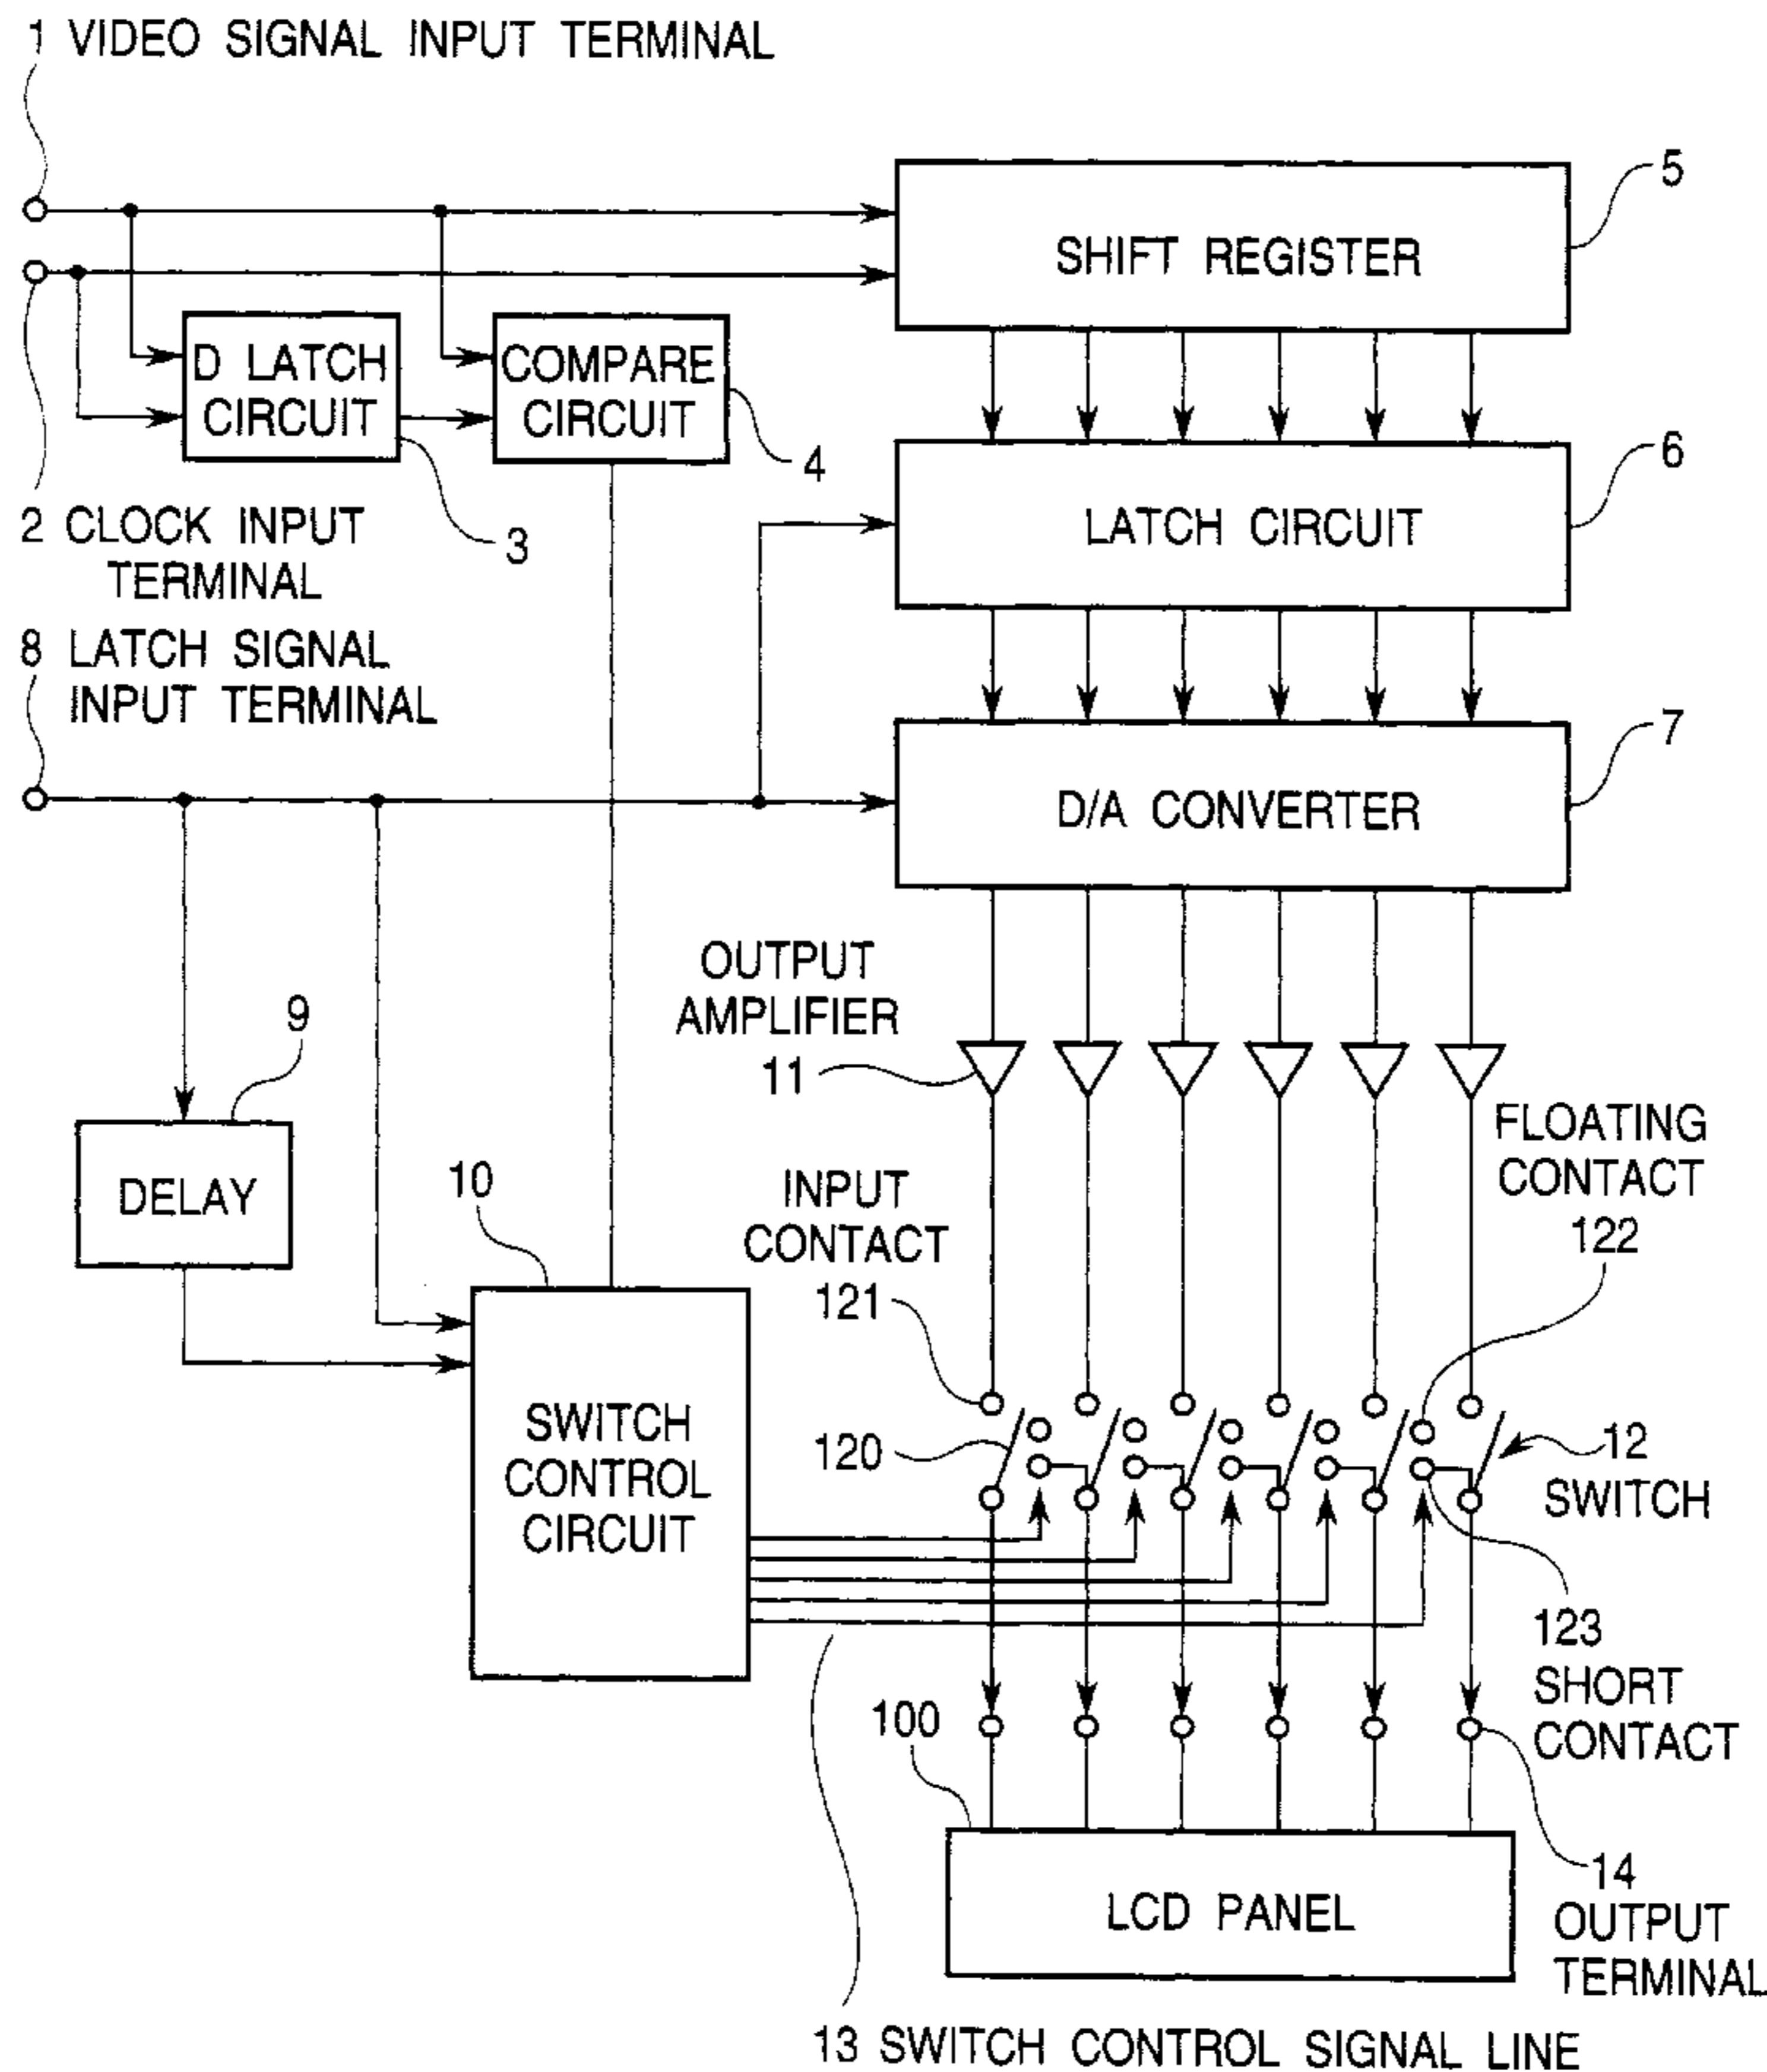 1 VIDEO SIGNAL INPUT TERMINAL
5
SHIFT REGISTER
D LATCH
CIRCUIT
COMPARE
CIRCUIT
4
3
2 CLOCK INPUT
TERMINAL
6
LATCH CIRCUIT
8 LATCH SIGNAL
INPUT TERMINAL
7
D/A CONVERTER
OUTPUT
AMPLIFIER
11
9
DELAY
10
SWITCH
CONTROL
CIRCUIT
INPUT
CONTACT
121
FLOATING
CONTACT
122
120
12
SWITCH
123
SHORT
CONTACT
100
LCD PANEL
14
OUTPUT
TERMINAL
13 SWITCH CONTROL SIGNAL LINE